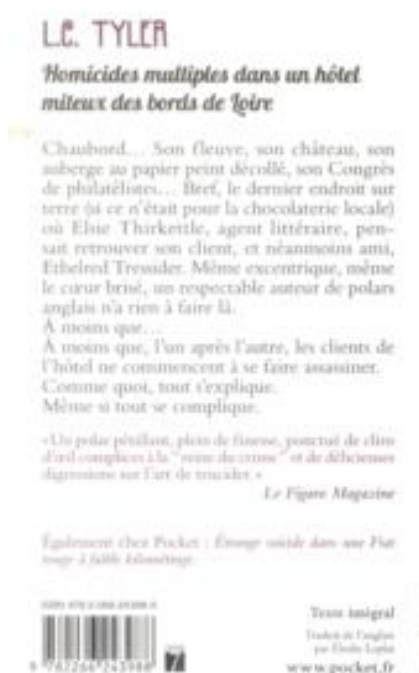 L.C. TYLER
Homicides multiples dans un hôtel
miteux des bords de Loire
Chaubord... Son fleuve, son château, son
auberge au papier peint décollé, son Congrès
de philatélistes... Bref, le dernier endroit sur
terre (si ce n'était pour la chocolaterie locale)
où Elsie Thirkettle, agent littéraire, pen-
sait retrouver son client, et néanmoins ami,
Ethelred Tressider. Même excentrique, même
le cœur brisé, un respectable auteur de polars
anglais n'a rien à faire là.
À moins que...
À moins que, l'un après l'autre, les clients de
l'hôtel ne commencent à se faire assassiner.
Comme quoi, tout s'explique.
Même si tout se complique.
«Un polar pétillant, plein de finesse, ponctué de clins
d'œil complices à la "reine du crime" et de délicieuses
digressions sur l'art de trucider.»
Le Figaro Magazine
Également chez Pocket : Étrange suicide dans une Fiat
rouge à faible kilométrage.
Texte intégral
Traduit de l'anglais
par Élodie Leplat
9 782266 243988
www.pocket.fr